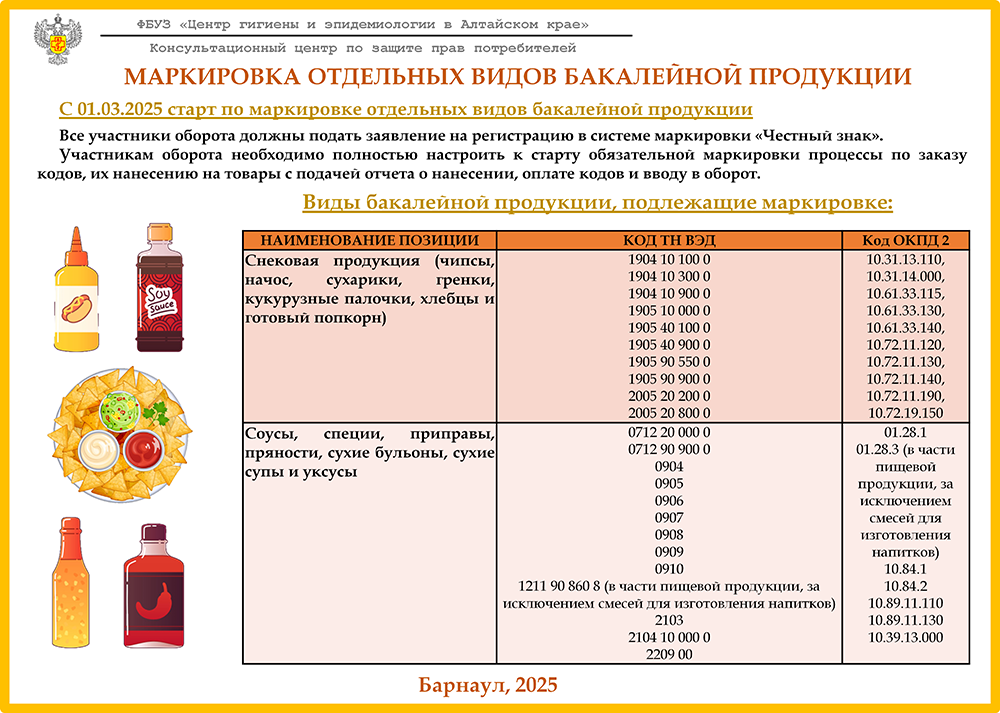 ФБУЗ «Центр гигиены и эпидемиологии в Алтайском крае»
Консультационный центр по защите прав потребителей
МАРКИРОВКА ОТДЕЛЬНЫХ ВИДОВ БАКАЛЕЙНОЙ ПРОДУКЦИИ
С 01.03.2025 старт по маркировке отдельных видов бакалейной продукции
Все участники оборота должны подать заявление на регистрацию в системе маркировки «Честный знак».
Участникам оборота необходимо полностью настроить к старту обязательной маркировки процессы по заказу
кодов, их нанесению на товары с подачей отчета о нанесении, оплате кодов и вводу в оборот.
Виды бакалейной продукции, подлежащие маркировке:
Soy
sauce
НАИМЕНОВАНИЕ ПОЗИЦИИ
КОД ТН ВЭД
Код ОКПД 2
Снековая продукция (чипсы,
начос, сухарики, гренки,
кукурузные палочки, хлебцы и
готовый попкорн)
1904 10 100 0
1904 10 300 0
1904 10 900 0
1905 10 000 0
1905 40 100 0
1905 40 900 0
1905 90 550 0
1905 90 900 0
2005 20 200 0
2005 20 800 0
10.31.13.110,
10.31.14.000,
10.61.33.115,
10.61.33.130,
10.61.33.140,
10.72.11.120,
10.72.11.130,
10.72.11.140,
10.72.11.190,
10.72.19.150
Соусы, специи, приправы,
пряности, сухие бульоны, сухие
супы и уксусы
0712 20 000 0
0712 90 900 0
0904
0905
0906
0907
0908
0909
0910
1211 90 860 8 (в части пищевой продукции, за
исключением смесей для изготовления напитков)
2103
2104 10 000 0
2209 00
01.28.1
01.28.3 (в части
пищевой
продукции, за
исключением
смесей для
изготовления
напитков)
10.84.1
10.84.2
10.89.11.110
10.89.11.130
10.39.13.000
Барнаул, 2025